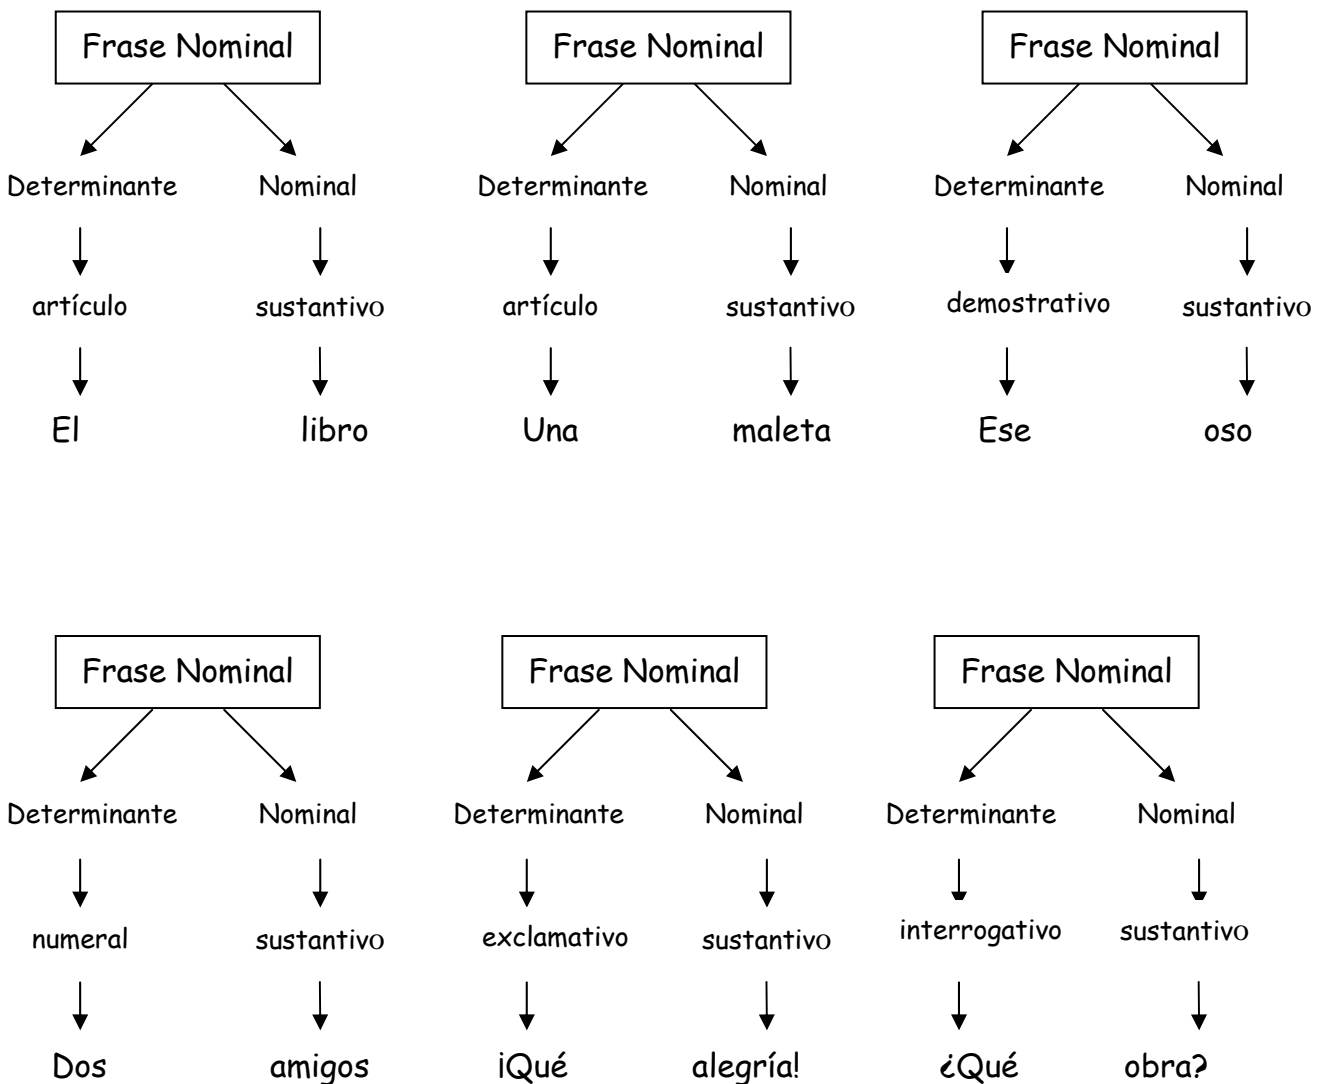 Frase Nominal Frase Nominal Frase Nominal
Determinante Nominal Determinante Nominal Determinante Nominal
artículo sustantivo artículo sustantivo demostrativo sustantivo
El libro Una maleta Ese oso
Frase Nominal Frase Nominal Frase Nominal
Determinante Nominal Determinante Nominal Determinante Nominal
numeral sustantivo exclamativo sustantivo interrogativo sustantivo
Dos amigos ¡Qué alegría! ¿Qué obra?